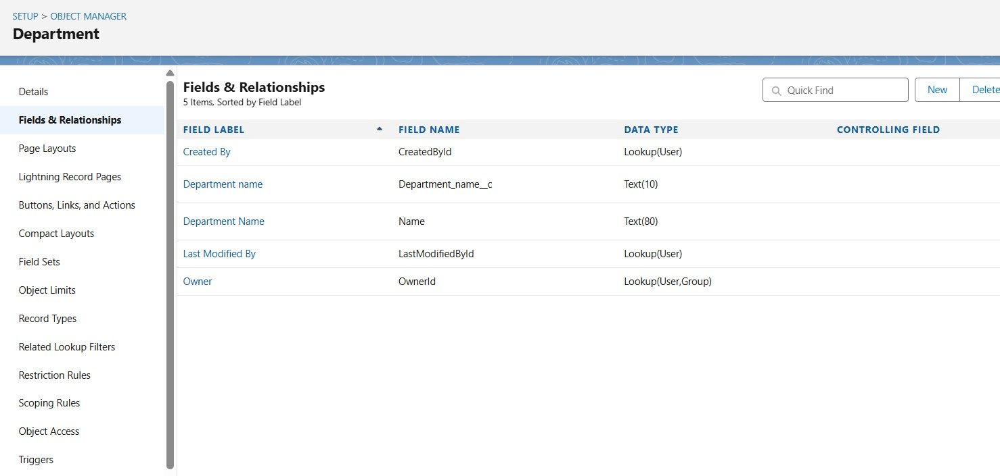 SETUP > OBJECT MANAGER
Department
Details
Fields & Relationships
Page Layouts
Lightning Record Pages
Buttons, Links, and Actions
Compact Layouts
Field Sets
Object Limits
Record Types
Related Lookup Filters
Restriction Rules
Scoping Rules
Object Access
Triggers
Fields & Relationships
5 Items, Sorted by Field Label
Quick Find
New
Delete
FIELD LABEL FIELD NAME DATA TYPE CONTROLLING FIELD
Created By CreatedById Lookup(User)
Department name Department_name__c Text(10)
Department Name Name Text(80)
Last Modified By LastModifiedById Lookup(User)
Owner OwnerId Lookup(User,Group)